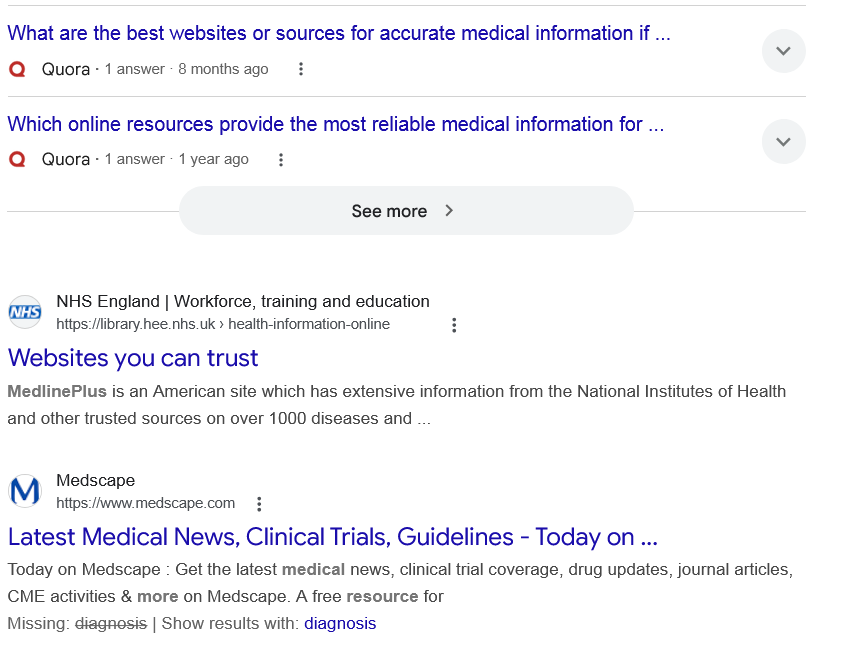 What are the best websites or sources for accurate medical information if ...
Quora · 1 answer · 8 months ago
Which online resources provide the most reliable medical information for ...
Quora · 1 answer · 1 year ago
See more
NHS
NHS England | Workforce, training and education
https://library.hee.nhs.uk › health-information-online
Websites you can trust
MedlinePlus is an American site which has extensive information from the National Institutes of Health
and other trusted sources on over 1000 diseases and ...
Medscape
https://www.medscape.com
Latest Medical News, Clinical Trials, Guidelines - Today on ...
Today on Medscape : Get the latest medical news, clinical trial coverage, drug updates, journal articles,
CME activities & more on Medscape. A free resource for
Missing: diagnosis | Show results with: diagnosis